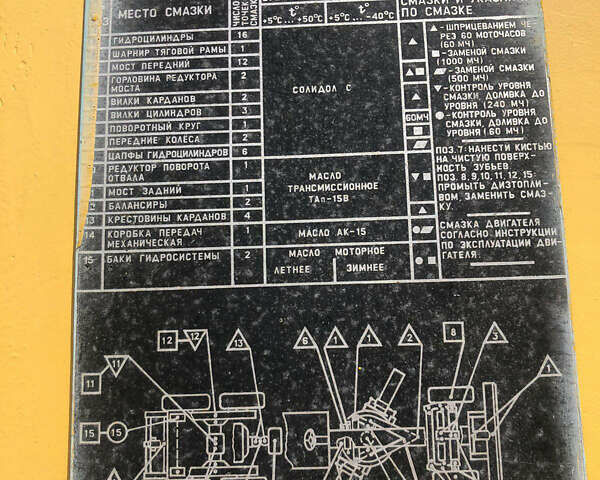 МЕСТО СМАЗКИ
ЧИСЛО
ТОЧЕК
СМАЗКИ
t°
t°
+5°С ... +50°С
+5°С ... -40°С
ПО СМАЗКЕ
ГИДРОЦИЛИНДРЫ 16
ШАРНИР ТЯГОВОЙ РАМЫ 1
МОСТ ПЕРЕДНИЙ 12
ГОРЛОВИНА РЕДУКТОРА 2
МОСТА
ВИЛКИ КАРДАНОВ 2
ВИЛКИ ЦИЛИНДРОВ 3
ПОВОРОТНЫЙ КРУГ 1
ПЕРЕДНИЕ КОЛЕСА 2
ЦАПФЫ ГИДРОЦИЛИНДРОВ 6
СОЛИДОЛ С
60МЧ
10 РЕДУКТОР ПОВОРОТА 1
ОТВАЛА
11 МОСТ ЗАДНИЙ 1
12 БАЛАНСИРЫ 2
13 КРЕСТОВИНЫ КАРДАНОВ 4
МАСЛО
ТРАНСМИССИОННОЕ
ТАп-15В
14 КОРОБКА ПЕРЕДАЧ 1
МЕХАНИЧЕСКАЯ
МАСЛО АК-15
15 БАКИ ГИДРОСИСТЕМЫ 2
МАСЛО МОТОРНОЕ
ЛЕТНЕЕ ЗИМНЕЕ
▲ - ШПРИЦЕВАНИЕМ ЧЕ-
РЕЗ 60 МОТОЧАСОВ
(60 МЧ)
■ - ЗАМЕНОЙ СМАЗКИ
(1000 МЧ)
▰ - ЗАМЕНОЙ СМАЗКИ
(500 МЧ)
▼ - КОНТРОЛЬ УРОВНЯ
СМАЗКИ, ДОЛИВКА ДО
УРОВНЯ (240 МЧ)
● - КОНТРОЛЬ УРОВНЯ
СМАЗКИ, ДОЛИВКА ДО
УРОВНЯ (60 МЧ)
ПОЗ. 7: НАНЕСТИ КИСТЬЮ
НА ЧИСТУЮ ПОВЕРХ-
НОСТЬ ЗУБЬЕВ
ПОЗ. 8, 9, 10, 11, 12, 15:
ПРОМЫТЬ ДИЗТОПЛИ-
ВОМ, ЗАМЕНИТЬ СМАЗ-
КУ.
СМАЗКА ДВИГАТЕЛЯ
СОГЛАСНО ИНСТРУКЦИИ
ПО ЭКСПЛУАТАЦИИ ДВИ-
ГАТЕЛЯ.
12 12 13 6 1 1 2 8 3
11 11 1
15 15